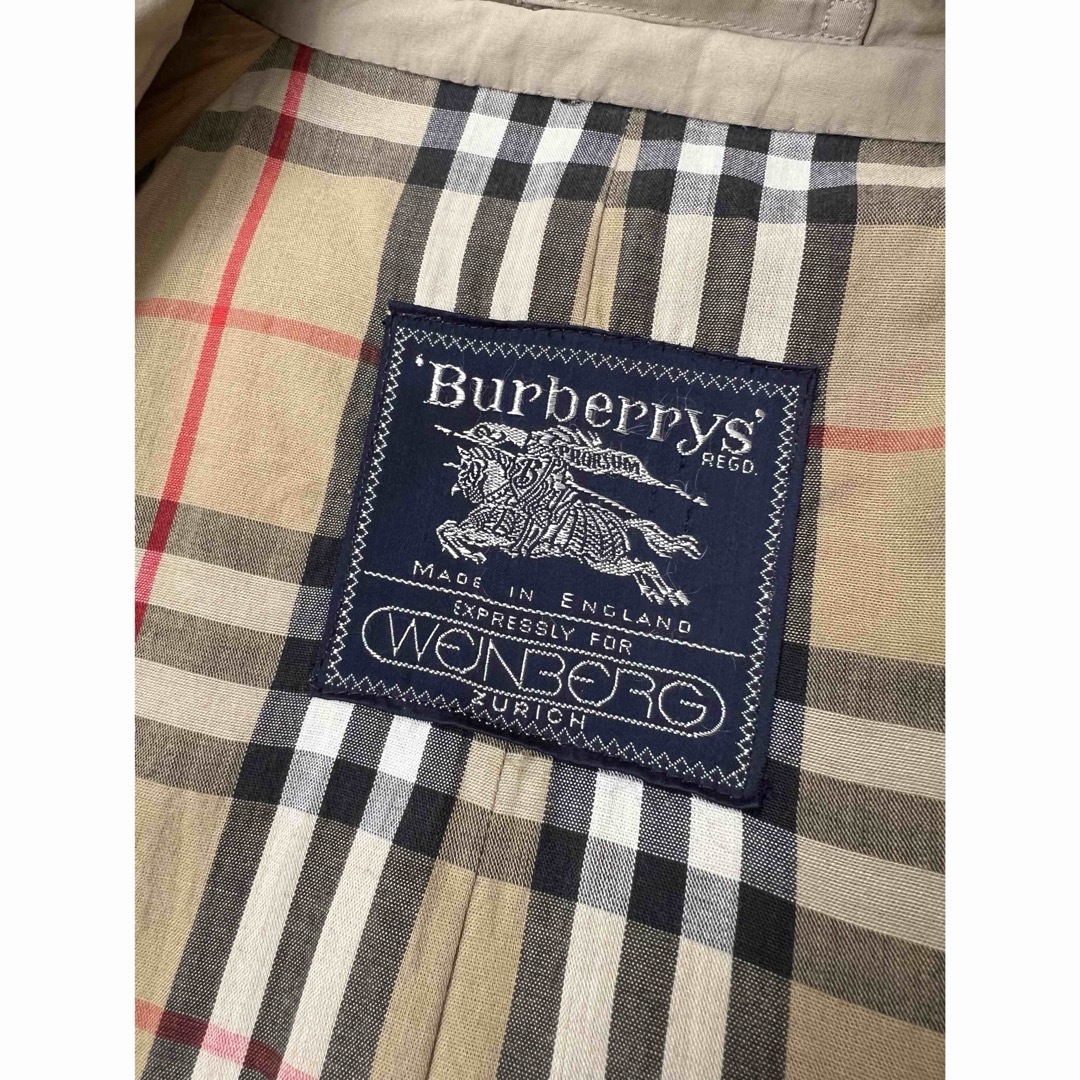 'Burberrys'
REGD.
PRORSUM
B
MADE IN ENGLAND
EXPRESSLY FOR
WEINBERG
ZURICH